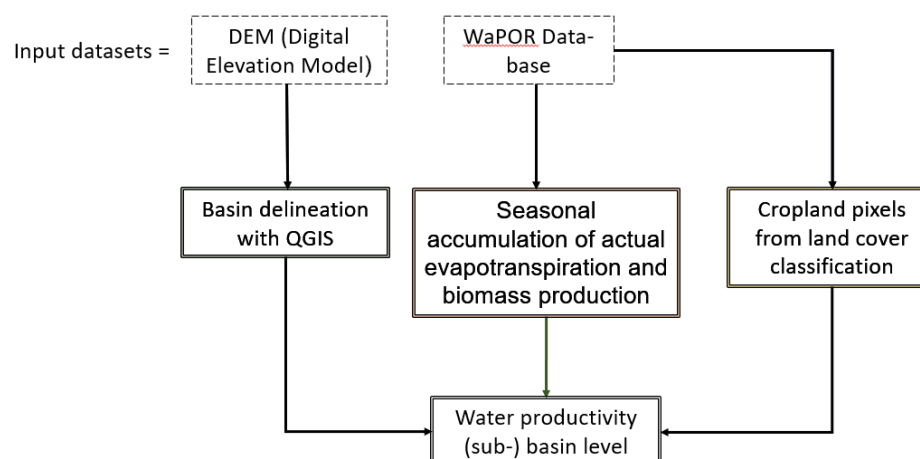 Input datasets =
DEM (Digital
Elevation Model)
WaPOR Data-
base
Basin delineation
with QGIS
Seasonal
accumulation of actual
evapotranspiration and
biomass production
Cropland pixels
from land cover
classification
Water productivity
(sub-) basin level